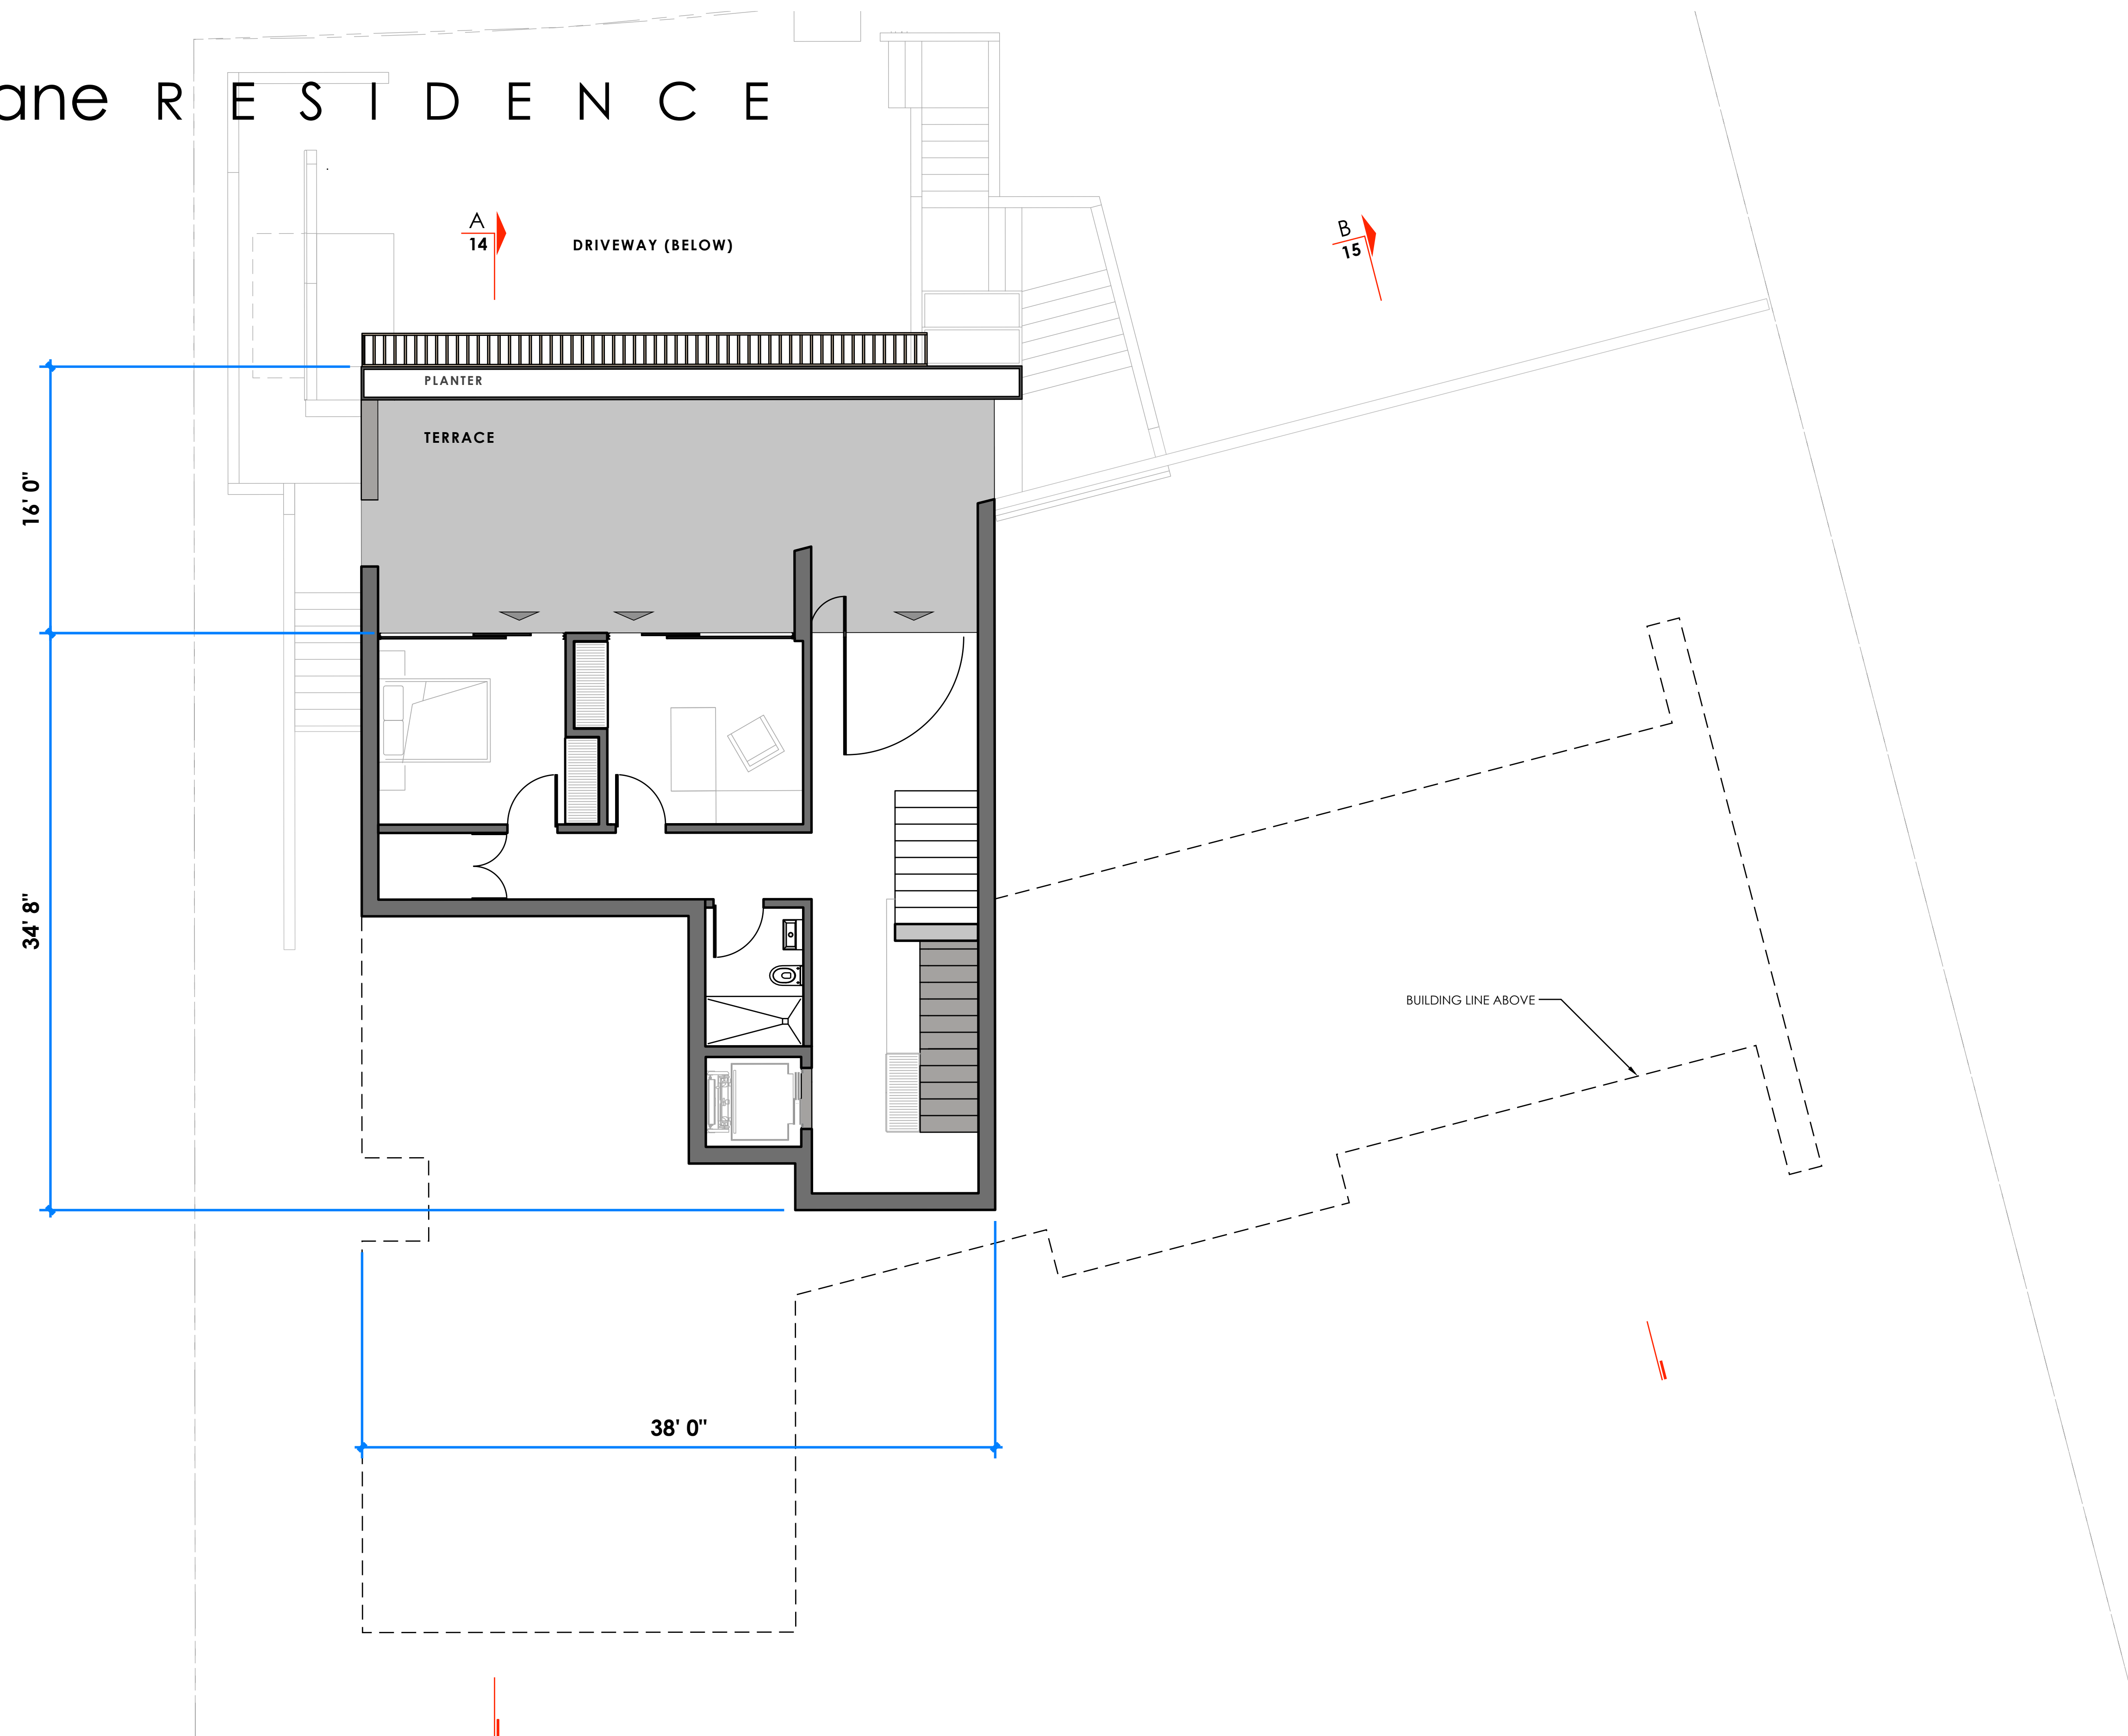 ane RESIDENCE
A
14
DRIVEWAY (BELOW)
B
15
PLANTER
TERRACE
16' 0"
34' 8"
BUILDING LINE ABOVE
38' 0"